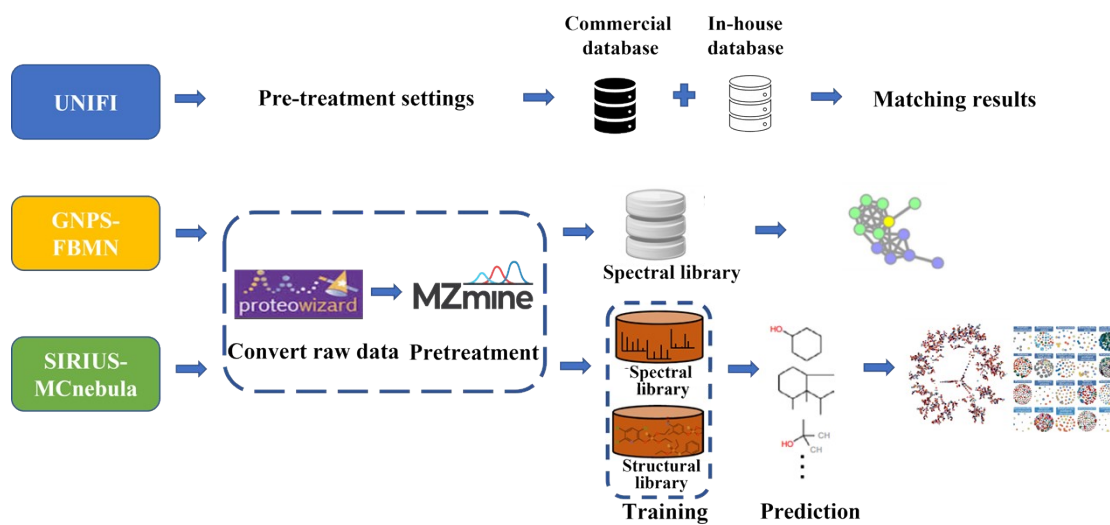 Commercial
database
In-house
database
UNIFI
Pre-treatment settings
Matching results
GNPS-
FBMN
Spectral library
proteowizard
MZmine
Convert raw data
Pretreatment
SIRIUS-
MCnebula
Spectral
library
Structural
library
Training
HO
HO
CH
CH
Prediction